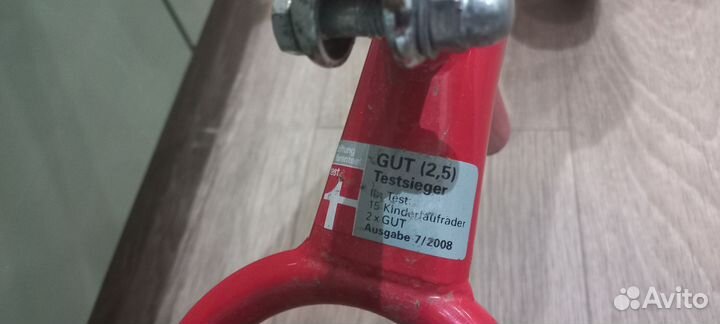 GUT (2,5)
Testsieger
Im Test:
15 Kinderlaufräder
2 x GUT
Ausgabe 7/2008
Avito